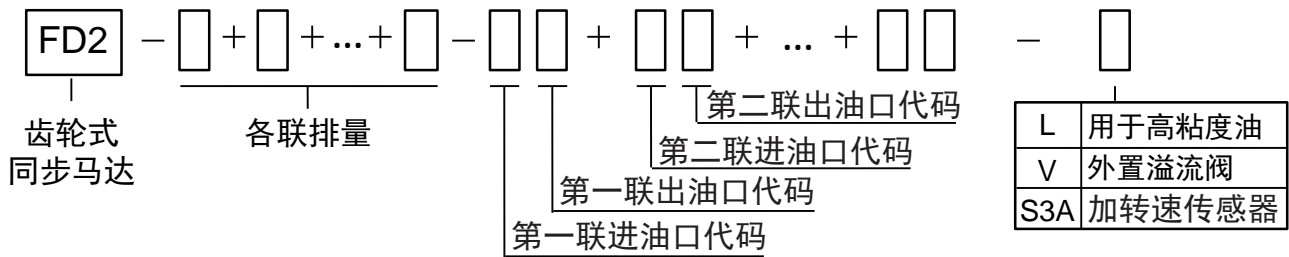 FD2 – □ + □ + ... + □ – □ □ + □ □ + ... + □ □ – □
齿轮式
同步马达
各联排量
第二联出油口代码
第二联进油口代码
第一联出油口代码
第一联进油口代码
L 用于高粘度油
V 外置溢流阀
S3A 加转速传感器